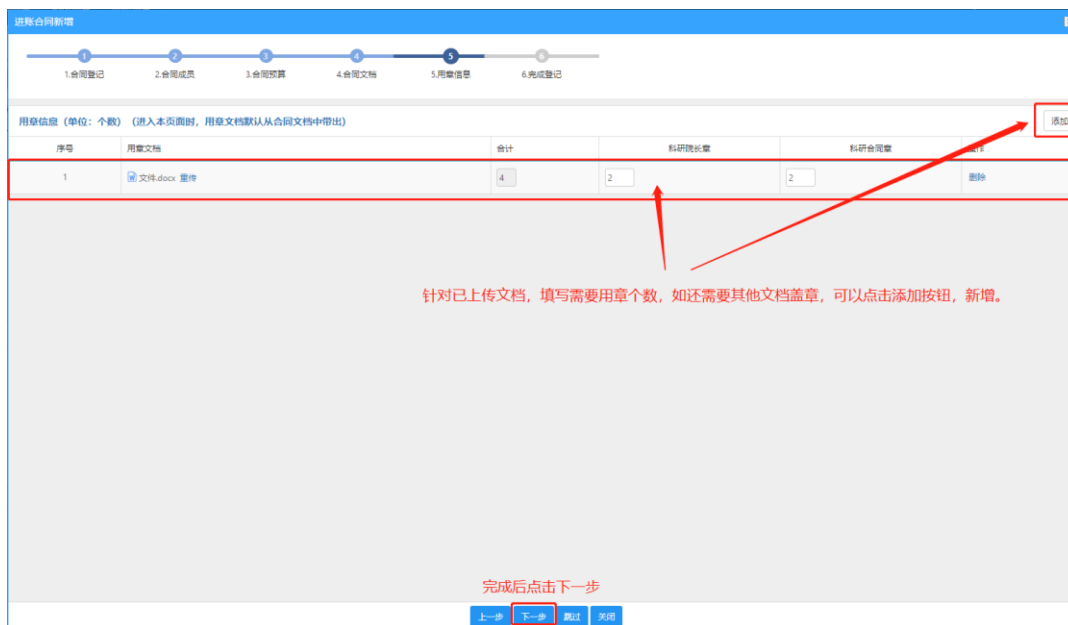 进账合同新增
1 2 3 4 5 6
1.合同登记 2.合同成员 3.合同预算 4.合同文档 5.用章信息 6.完成登记
用章信息（单位：个数）（进入本页面时，用章文档默认从合同文档中带出）
添加
序号 用章文档 合计 科研院长章 科研合同章
1 文件.docx 重传 4 2 2 删除
针对已上传文档，填写需要用章个数，如还需要其他文档盖章，可以点击添加按钮，新增。
完成后点击下一步
上一步 下一步 跳过 关闭